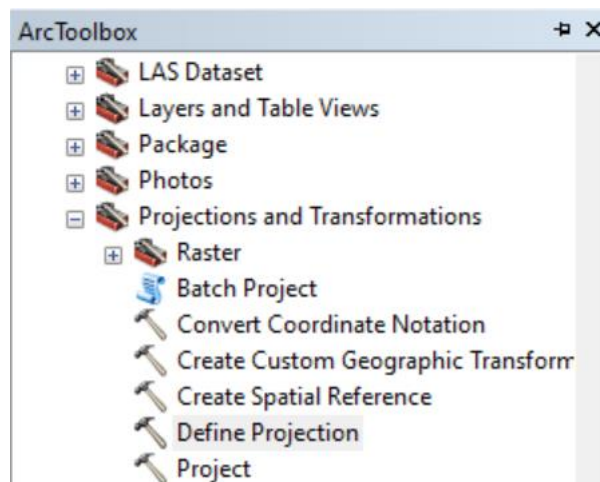 ArcToolbox
LAS Dataset
Layers and Table Views
Package
Photos
Projections and Transformations
Raster
Batch Project
Convert Coordinate Notation
Create Custom Geographic Transform
Create Spatial Reference
Define Projection
Project